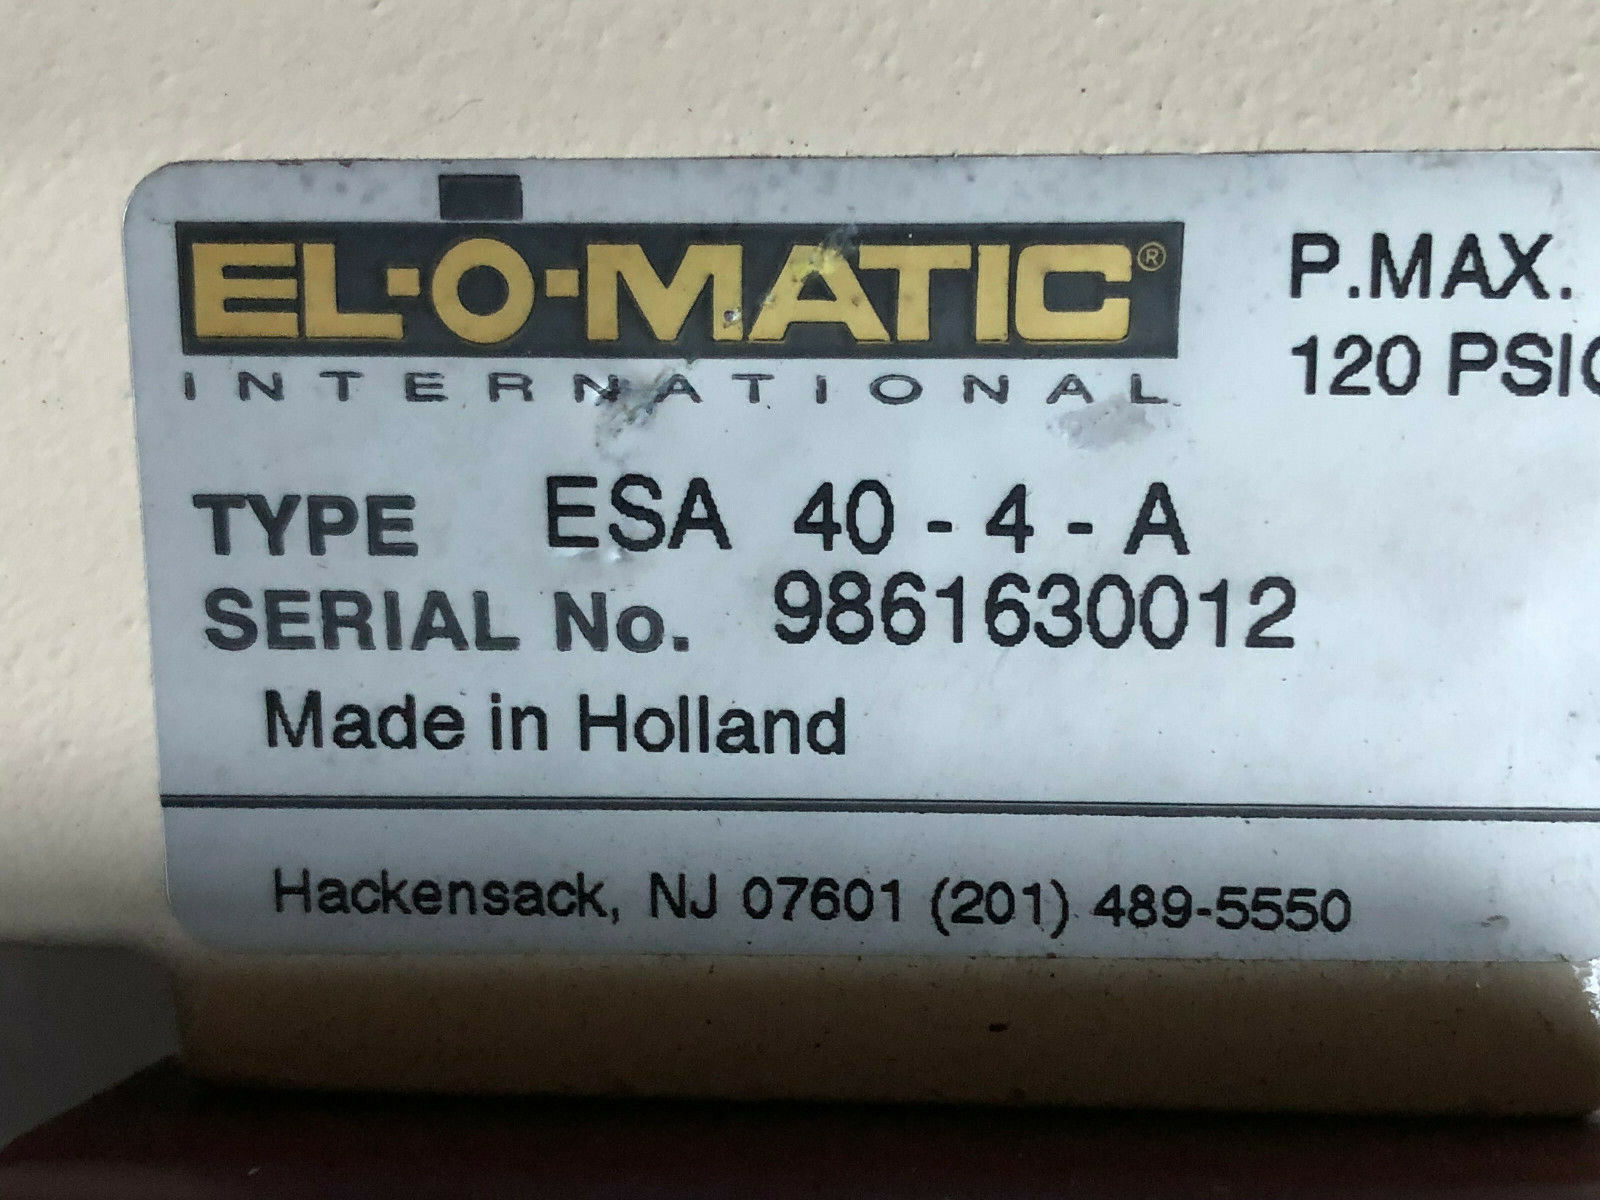 EL-O-MATIC®
INTERNATIONAL
P.MAX.
120 PSIG
TYPE ESA 40 - 4 - A
SERIAL No. 9861630012
Made in Holland
Hackensack, NJ 07601 (201) 489-5550